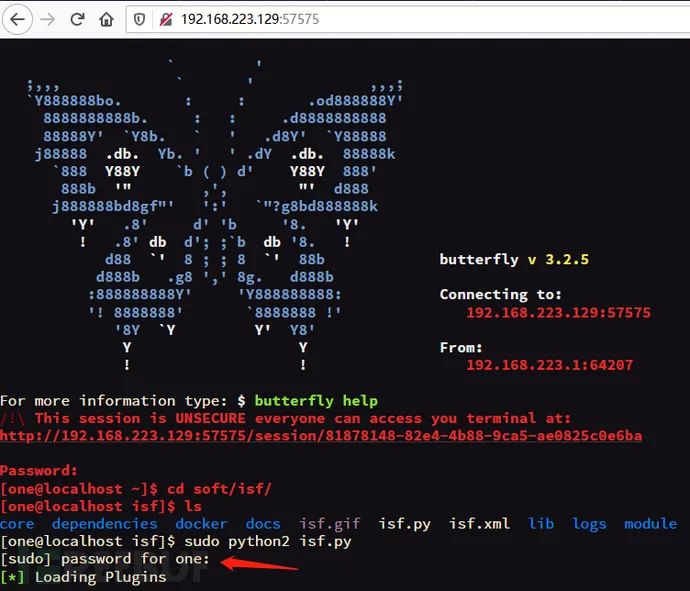 192.168.223.129:57575
butterfly v 3.2.5
Connecting to:
192.168.223.129:57575
From:
192.168.223.1:64207
For more information type: $ butterfly help
/!\ This session is UNSECURE everyone can access you terminal at:
http://192.168.223.129:57575/session/81878148-82e4-4b88-9ca5-ae0825c0e6ba
Password:
[one@localhost ~]$ cd soft/isf/
[one@localhost isf]$ ls
core dependencies docker docs isf.gif isf.py isf.xml lib logs module
[one@localhost isf]$ sudo python2 isf.py
[sudo] password for one:
[*] Loading Plugins